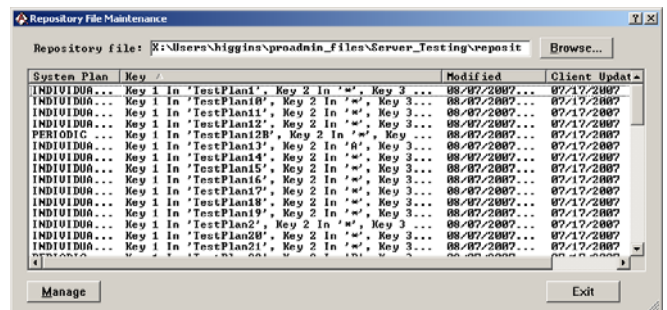 Repository File Maintenance
Repository file: X:\Users\higgins\proadmin_files\Server_Testing\reposit Browse...
System Plan Key Modified Client Updat
INDIVIDUA... Key 1 In 'TestPlan1', Key 2 In '*', Key 3 ... 08/07/2007... 07/17/2007
INDIVIDUA... Key 1 In 'TestPlan10', Key 2 In '*', Key 3... 08/07/2007... 07/17/2007
INDIVIDUA... Key 1 In 'TestPlan11', Key 2 In '*', Key 3... 08/07/2007... 07/17/2007
INDIVIDUA... Key 1 In 'TestPlan12', Key 2 In '*', Key 3... 08/07/2007... 07/17/2007
PERIODIC ... Key 1 In 'TestPlan12B', Key 2 In '*', Key ... 08/07/2007... 07/17/2007
INDIVIDUA... Key 1 In 'TestPlan13', Key 2 In 'A', Key 3... 08/07/2007... 07/17/2007
INDIVIDUA... Key 1 In 'TestPlan14', Key 2 In '*', Key 3... 08/07/2007... 07/17/2007
INDIVIDUA... Key 1 In 'TestPlan15', Key 2 In '*', Key 3... 08/07/2007... 07/17/2007
INDIVIDUA... Key 1 In 'TestPlan16', Key 2 In '*', Key 3... 08/07/2007... 07/17/2007
INDIVIDUA... Key 1 In 'TestPlan17', Key 2 In '*', Key 3... 08/07/2007... 07/17/2007
INDIVIDUA... Key 1 In 'TestPlan18', Key 2 In '*', Key 3... 08/07/2007... 07/17/2007
INDIVIDUA... Key 1 In 'TestPlan19', Key 2 In '*', Key 3... 08/07/2007... 07/17/2007
INDIVIDUA... Key 1 In 'TestPlan2', Key 2 In '*', Key 3 ... 08/07/2007... 07/17/2007
INDIVIDUA... Key 1 In 'TestPlan20', Key 2 In '*', Key 3... 08/07/2007... 07/17/2007
INDIVIDUA... Key 1 In 'TestPlan21', Key 2 In '*', Key 3... 08/07/2007... 07/17/2007
Manage Exit